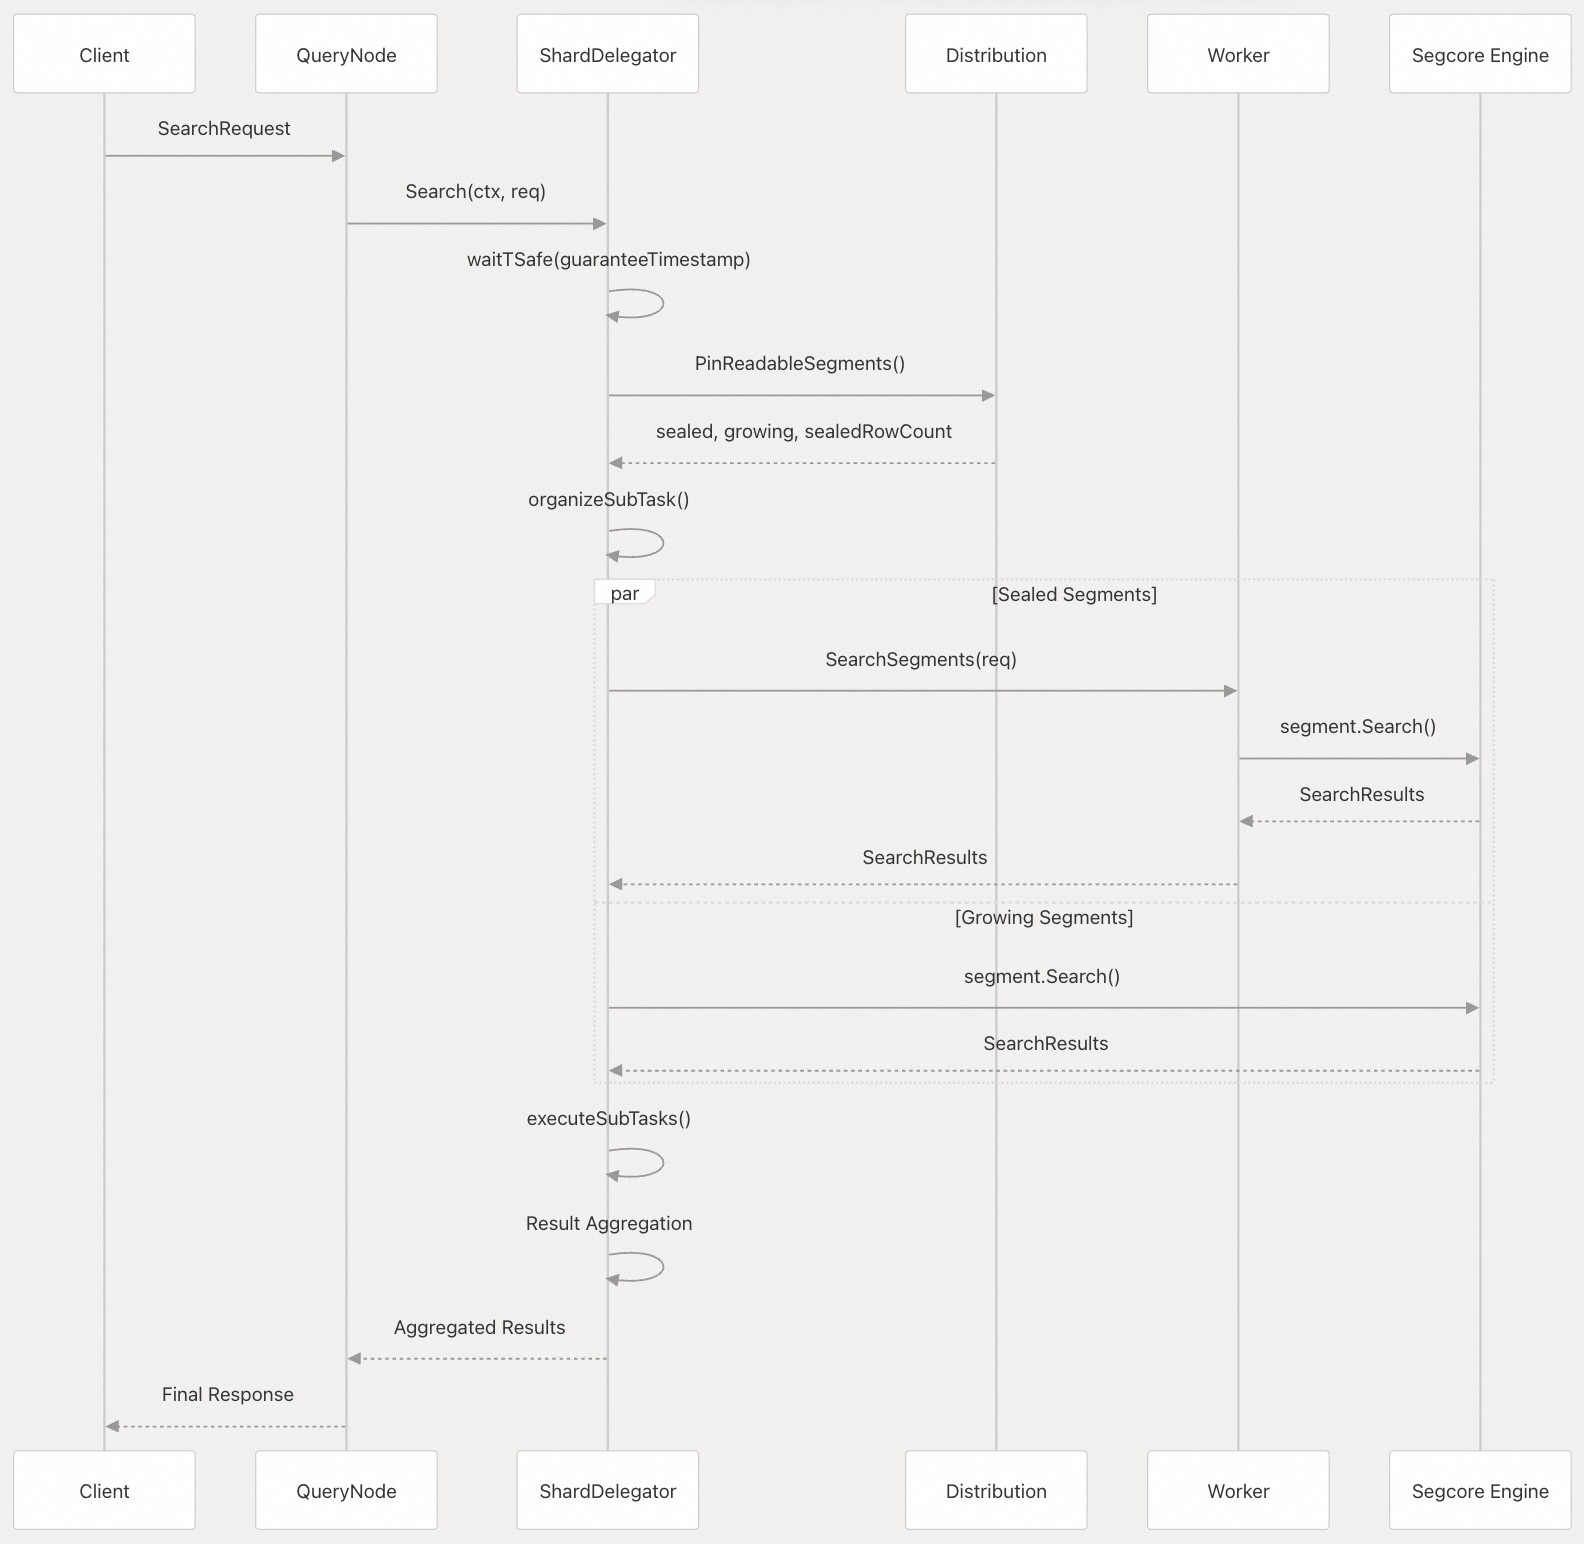 Client
QueryNode
ShardDelegator
Distribution
Worker
Segcore Engine
SearchRequest
Search(ctx, req)
waitTSafe(guaranteeTimestamp)
PinReadableSegments()
sealed, growing, sealedRowCount
organizeSubTask()
par
[Sealed Segments]
SearchSegments(req)
segment.Search()
SearchResults
SearchResults
[Growing Segments]
segment.Search()
SearchResults
executeSubTasks()
Result Aggregation
Aggregated Results
Final Response
Client
QueryNode
ShardDelegator
Distribution
Worker
Segcore Engine